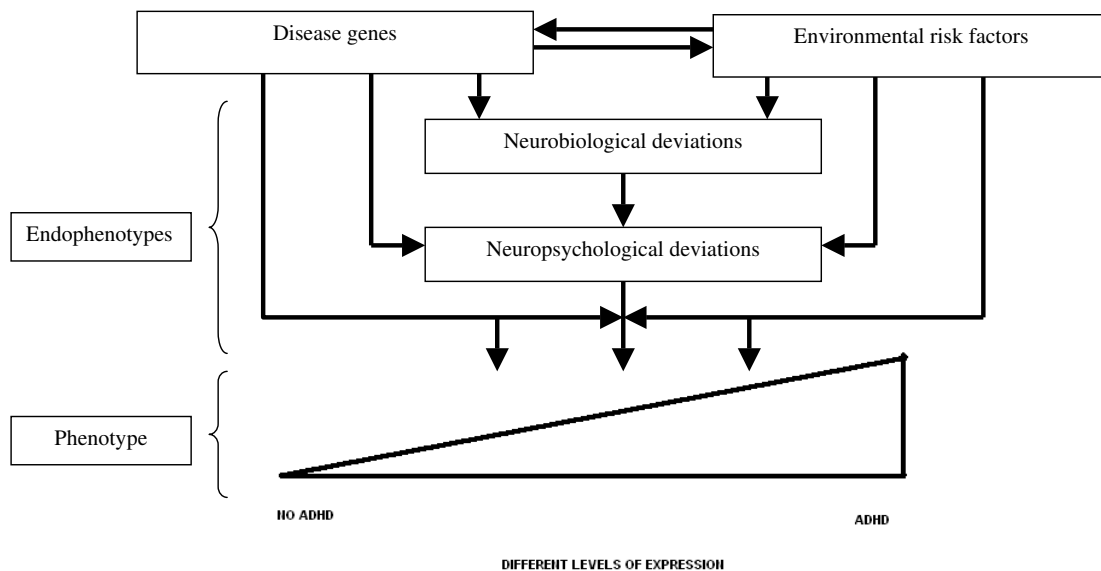 Disease genes
Environmental risk factors
Neurobiological deviations
Endophenotypes
Neuropsychological deviations
Phenotype
NO ADHD
ADHD
DIFFERENT LEVELS OF EXPRESSION